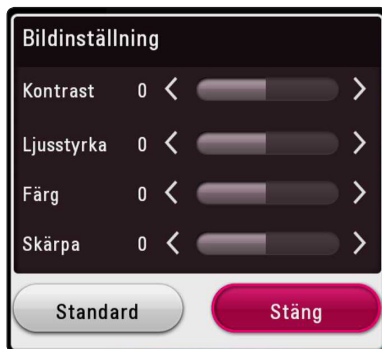 Bildinställning
Kontrast 0
Ljusstyrka 0
Färg 0
Skärpa 0
Standard Stäng